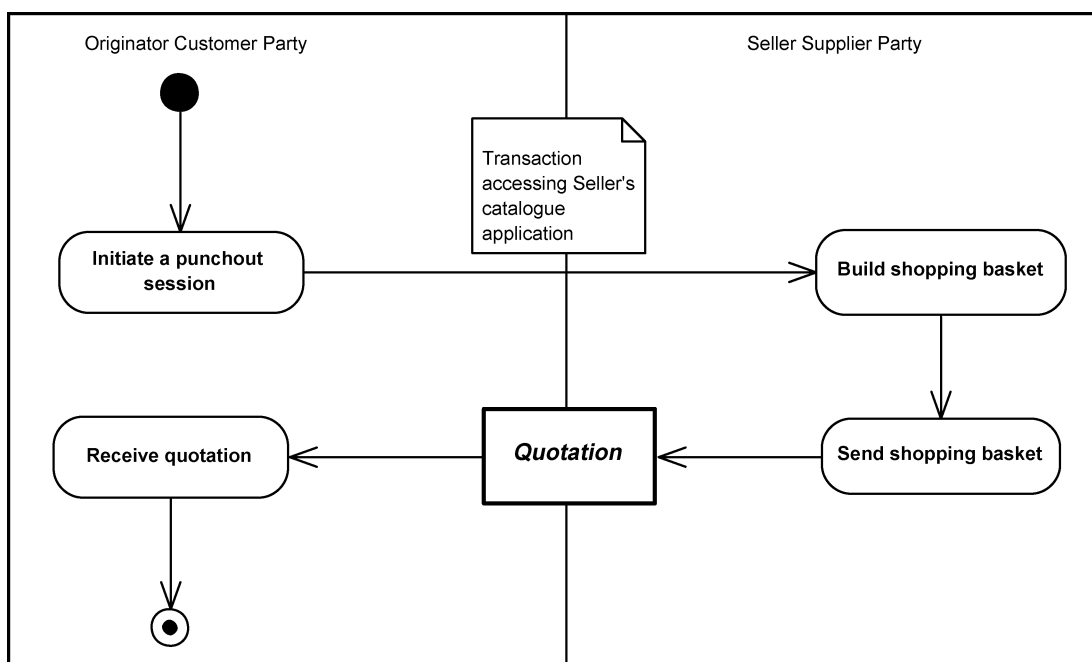 Originator Customer Party
Seller Supplier Party
Transaction
accessing Seller's
catalogue
application
Initiate a punchout
session
Build shopping basket
Receive quotation
Quotation
Send shopping basket